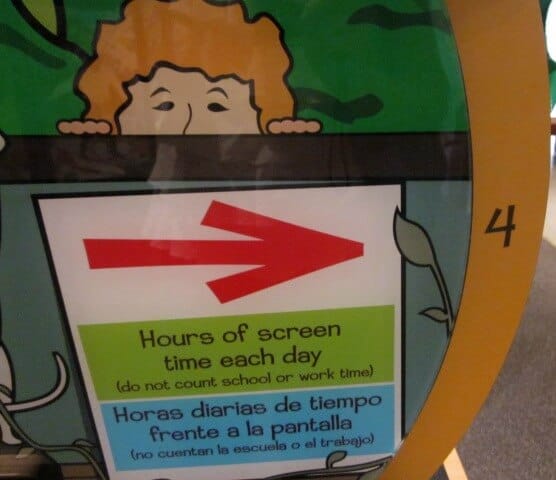 4
Hours of screen
time each day
(do not count school or work time)
Horas diarias de tiempo
frente a la pantalla
(no cuentan la escuela o el trabajo)